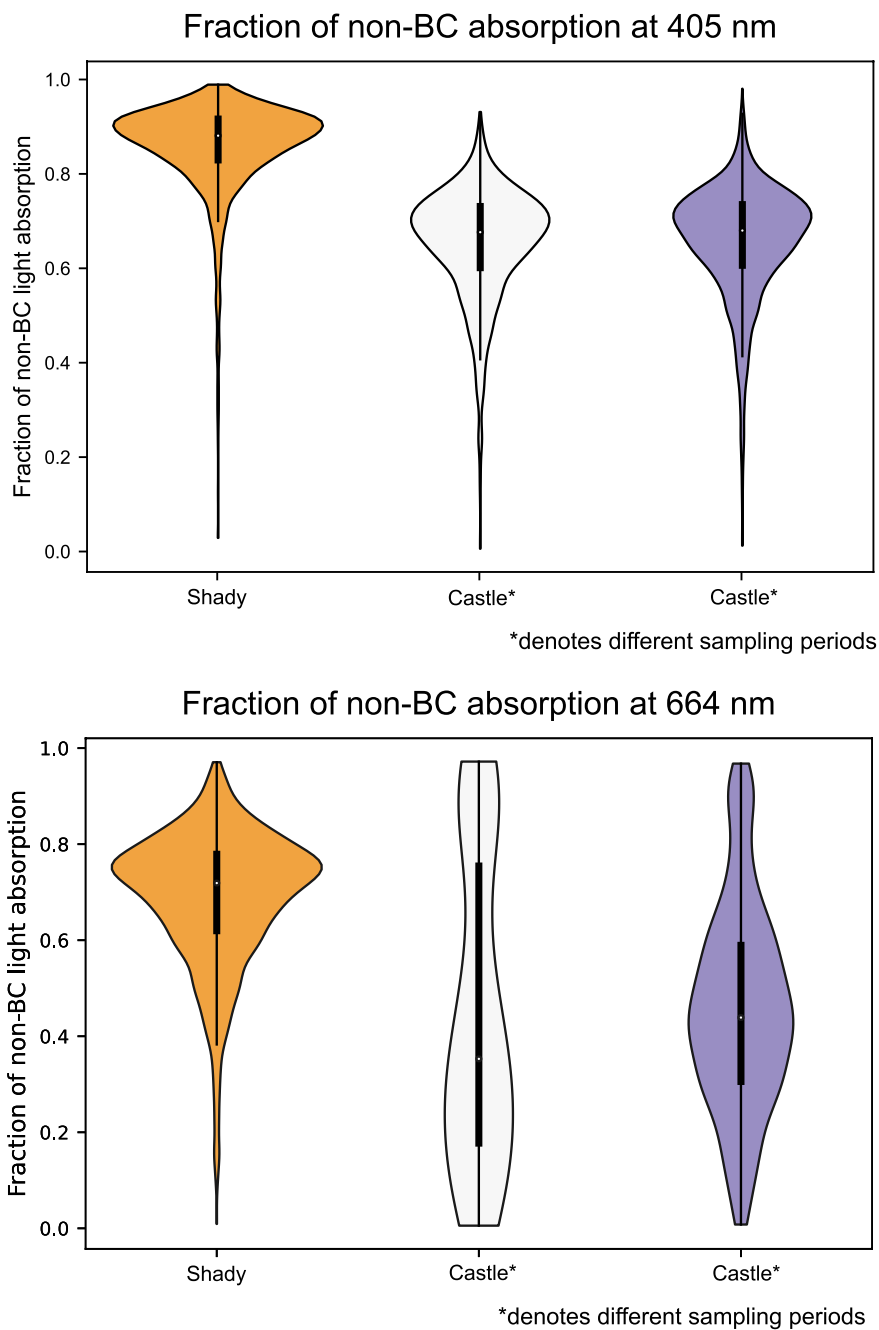 Fraction of non-BC absorption at 405 nm
Fraction of non-BC light absorption
1.0
0.8
0.6
0.4
0.2
0.0
Shady
Castle*
Castle*
*denotes different sampling periods
Fraction of non-BC absorption at 664 nm
Fraction of non-BC light absorption
1.0
0.8
0.6
0.4
0.2
0.0
Shady
Castle*
Castle*
*denotes different sampling periods